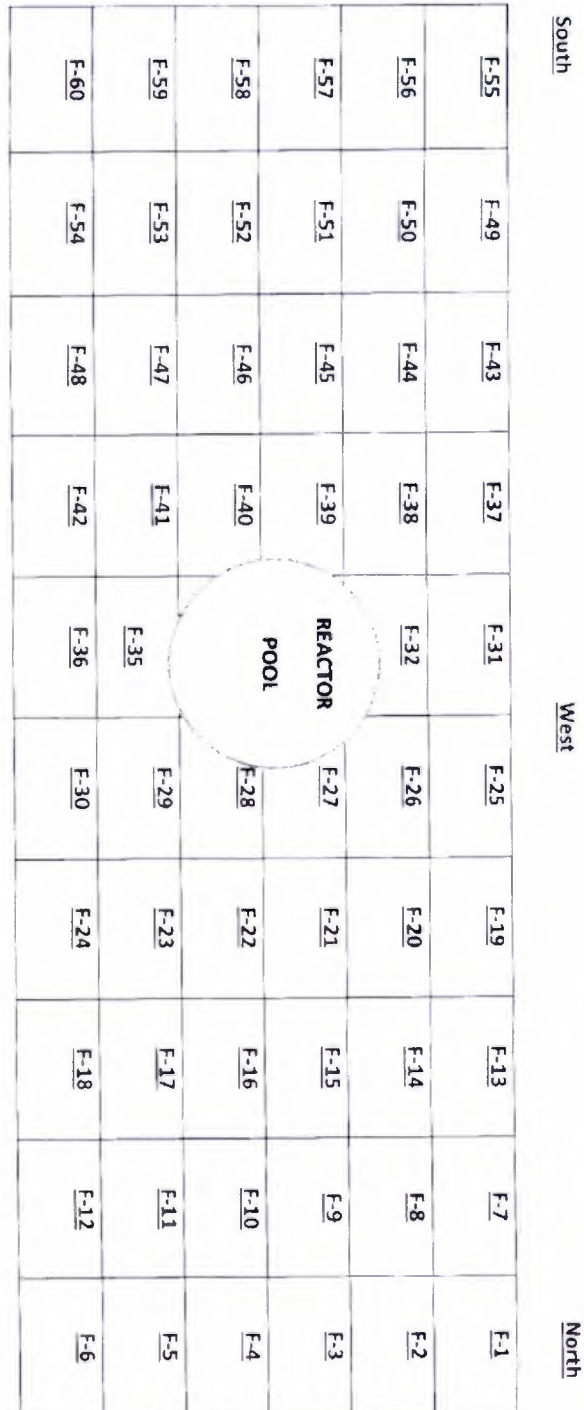 South West North
F-55 F-49 F-43 F-37 F-31 F-25 F-19 F-13 F-7 F-1
F-56 F-50 F-44 F-38 F-32 F-26 F-20 F-14 F-8 F-2
F-57 F-51 F-45 F-39 REACTOR F-27 F-21 F-15 F-9 F-3
F-58 F-52 F-46 F-40 POOL F-28 F-22 F-16 F-10 F-4
F-59 F-53 F-47 F-41 F-35 F-29 F-23 F-17 F-11 F-5
F-60 F-54 F-48 F-42 F-36 F-30 F-24 F-18 F-12 F-6